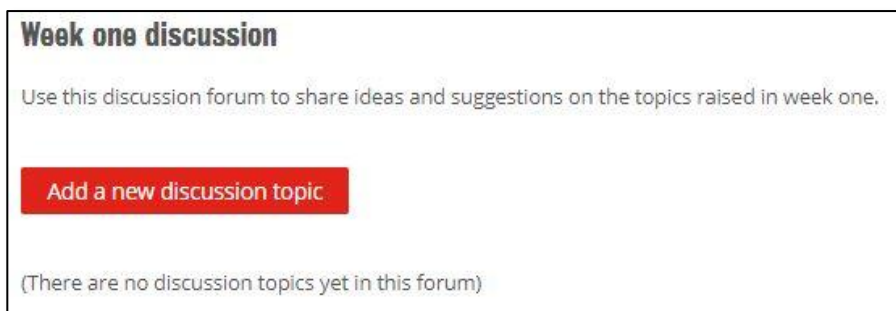 Week one discussion
Use this discussion forum to share ideas and suggestions on the topics raised in week one.
Add a new discussion topic
(There are no discussion topics yet in this forum)